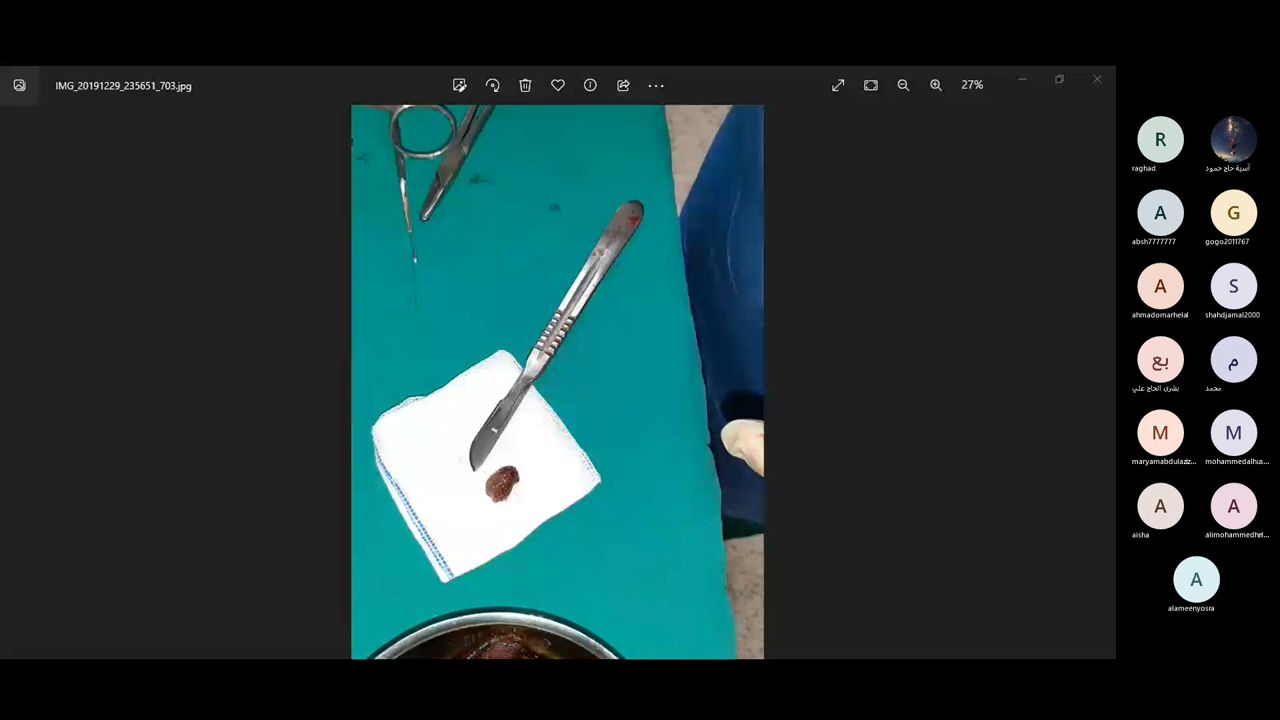 IMG_20191229_235651_703.jpg
27%
R
raghad
آسية حاج حمود
A
absh7777777
G
gogo2011767
A
ahmadomarhelal
S
shahdjamal2000
بع
بشرى الحاج علي
م
محمد
M
maryamabdulaziz...
M
mohammedalhus...
A
aisha
A
alimohammedhel...
A
alameenyosra